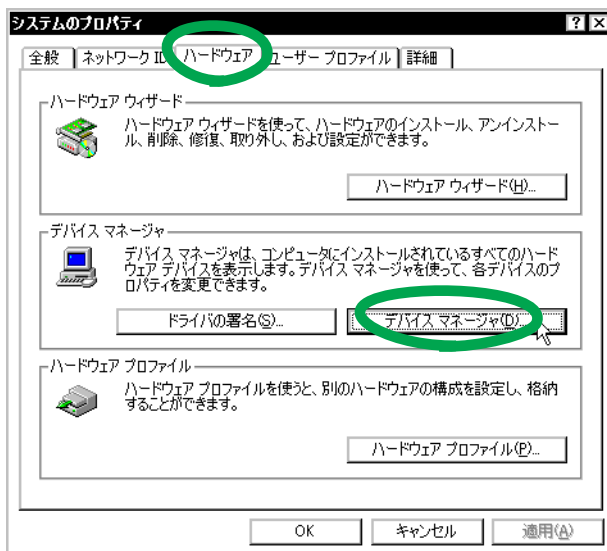 システムのプロパティ
全般 ネットワーク ID ハードウェア ユーザー プロファイル 詳細
ハードウェア ウィザード
ハードウェア ウィザードを使って、ハードウェアのインストール、アンインストー
ル、削除、修復、取り外し、および設定ができます。
ハードウェア ウィザード(H)...
デバイス マネージャ
デバイス マネージャは、コンピュータにインストールされているすべてのハード
ウェア デバイスを表示します。デバイス マネージャを使って、各デバイスのプ
ロパティを変更できます。
ドライバの署名(S)... デバイス マネージャ(D)...
ハードウェア プロファイル
ハードウェア プロファイルを使うと、別のハードウェアの構成を設定し、格納
することができます。
ハードウェア プロファイル(P)...
OK キャンセル 適用(A)